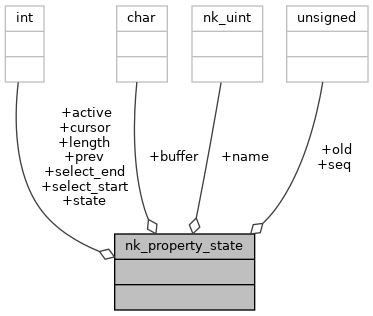 int
char
nk_uint
unsigned
+active
+cursor
+length
+prev
+select_end
+select_start
+state
+buffer
+name
+old
+seq
nk_property_state